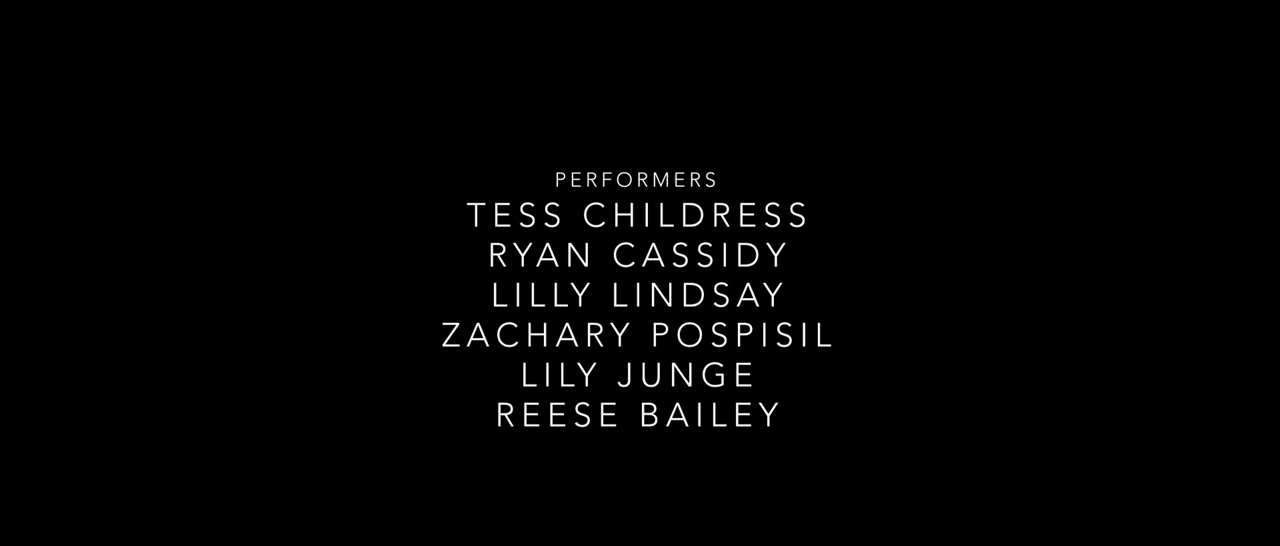 PERFORMERS
TESS CHILDRESS
RYAN CASSIDY
LILLY LINDSAY
ZACHARY POSPISIL
LILY JUNGE
REESE BAILEY